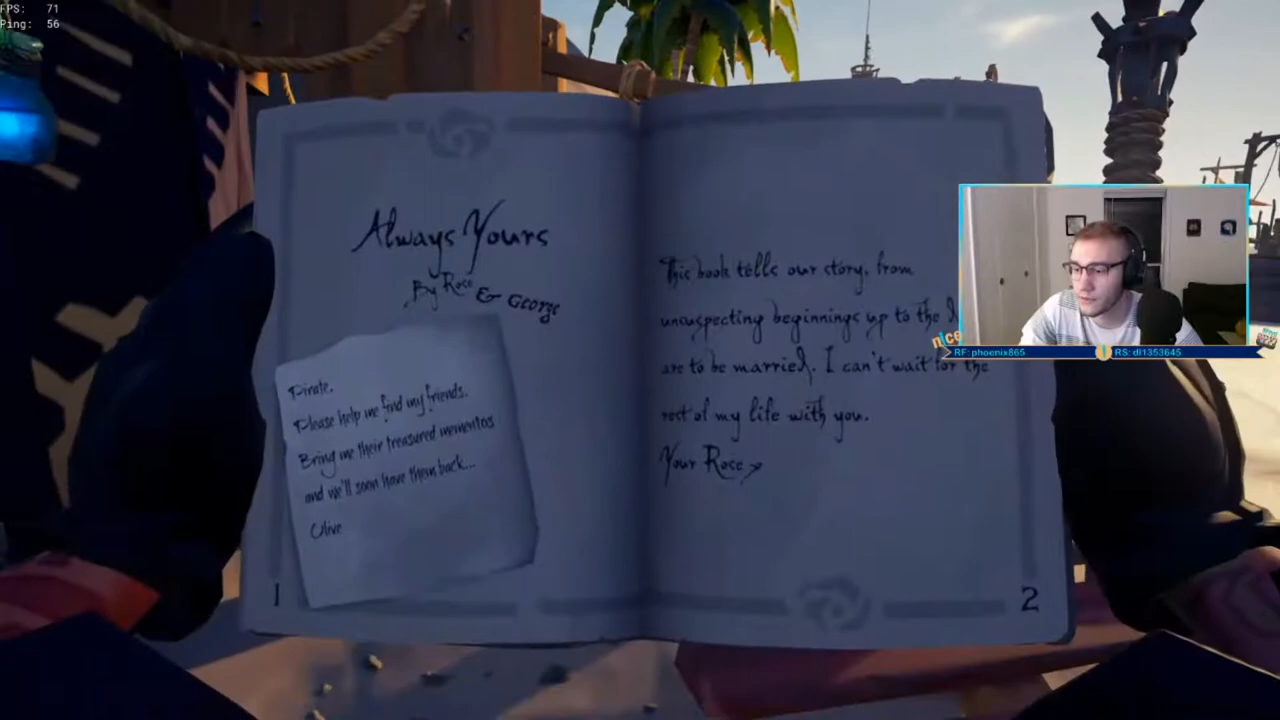 FPS: 71
Ping: 56
Always Yours
By Rose & George
Pirate,
Please help me find my friends.
Bring me their treasured mementos
and we'll soon have them back...
Olive
1
This book tells our story, from
unsuspecting beginnings up to the
are to be married. I can't wait for the
rest of my life with you.
Your Rose
2
nice
RF: phoenix865
RS: dl1353645